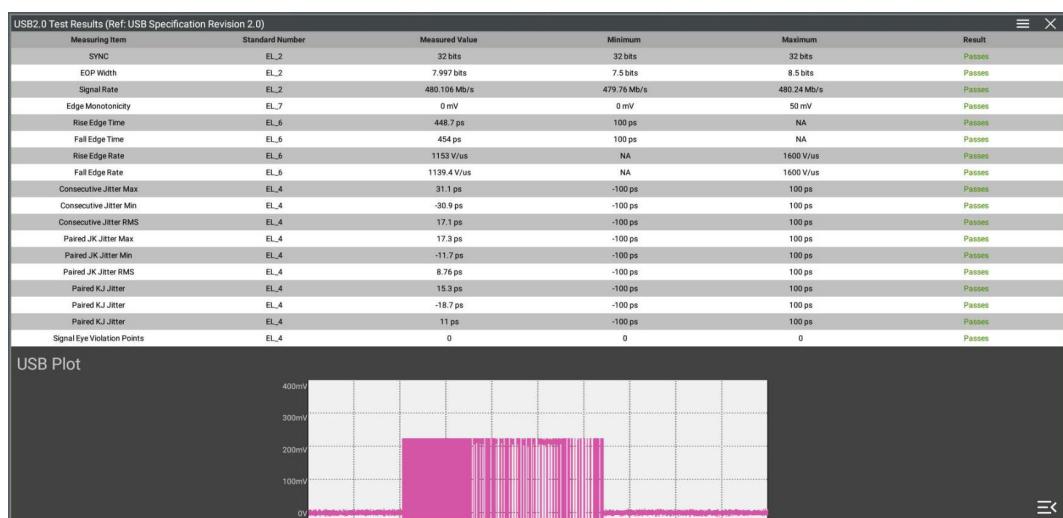 USB2.0 Test Results (Ref: USB Specification Revision 2.0)
Measuring Item Standard Number Measured Value Minimum Maximum Result
SYNC EL_2 32 bits 32 bits 32 bits Passes
EOP Width EL_2 7.997 bits 7.5 bits 8.5 bits Passes
Signal Rate EL_2 480.106 Mb/s 479.76 Mb/s 480.24 Mb/s Passes
Edge Monotonicity EL_7 0 mV 0 mV 50 mV Passes
Rise Edge Time EL_6 448.7 ps 100 ps NA Passes
Fall Edge Time EL_6 454 ps 100 ps NA Passes
Rise Edge Rate EL_6 1153 V/us NA 1600 V/us Passes
Fall Edge Rate EL_6 1139.4 V/us NA 1600 V/us Passes
Consecutive Jitter Max EL_4 31.1 ps -100 ps 100 ps Passes
Consecutive Jitter Min EL_4 -30.9 ps -100 ps 100 ps Passes
Consecutive Jitter RMS EL_4 17.1 ps -100 ps 100 ps Passes
Paired JK Jitter Max EL_4 17.3 ps -100 ps 100 ps Passes
Paired JK Jitter Min EL_4 -11.7 ps -100 ps 100 ps Passes
Paired JK Jitter RMS EL_4 8.76 ps -100 ps 100 ps Passes
Paired KJ Jitter EL_4 15.3 ps -100 ps 100 ps Passes
Paired KJ Jitter EL_4 -18.7 ps -100 ps 100 ps Passes
Paired KJ Jitter EL_4 11 ps -100 ps 100 ps Passes
Signal Eye Violation Points EL_4 0 0 0 Passes
USB Plot
400mV
300mV
200mV
100mV
0V